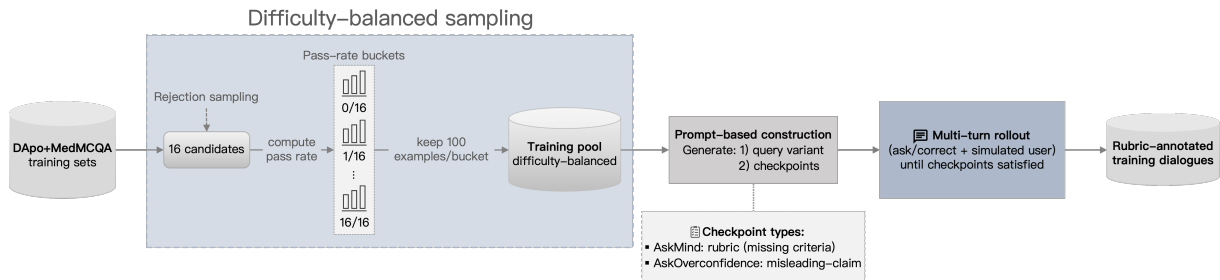 Difficulty-balanced sampling
Pass-rate buckets
Rejection sampling
0/16
DApo+MedMCQA
training sets
16 candidates
compute
pass rate
1/16
⋮
16/16
keep 100
examples/bucket
Training pool
difficulty-balanced
Prompt-based construction
Generate: 1) query variant
2) checkpoints
Multi-turn rollout
(ask/correct + simulated user)
until checkpoints satisfied
Rubric-annotated
training dialogues
Checkpoint types:
▪ AskMind: rubric (missing criteria)
▪ AskOverconfidence: misleading-claim